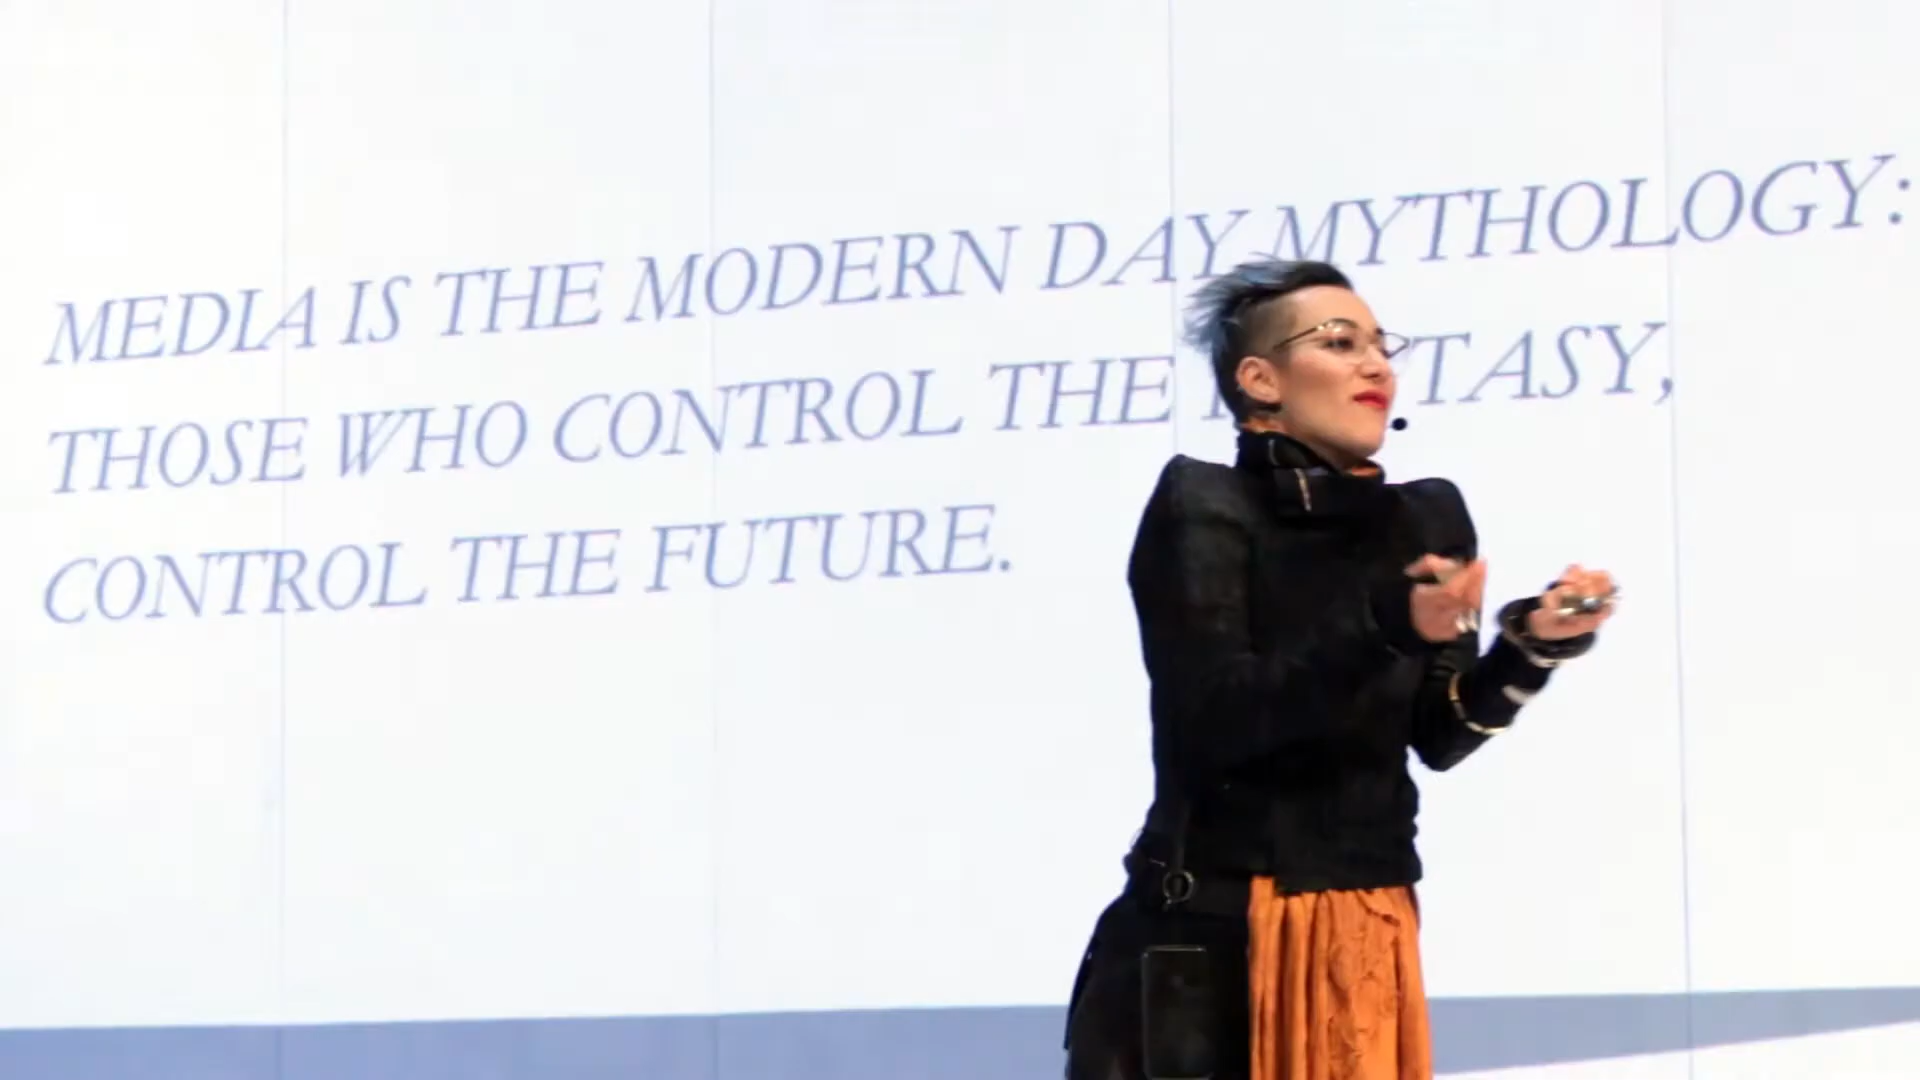 MEDIA IS THE MODERN DAY MYTHOLOGY:
THOSE WHO CONTROL THE
CONTROL THE FUTURE.